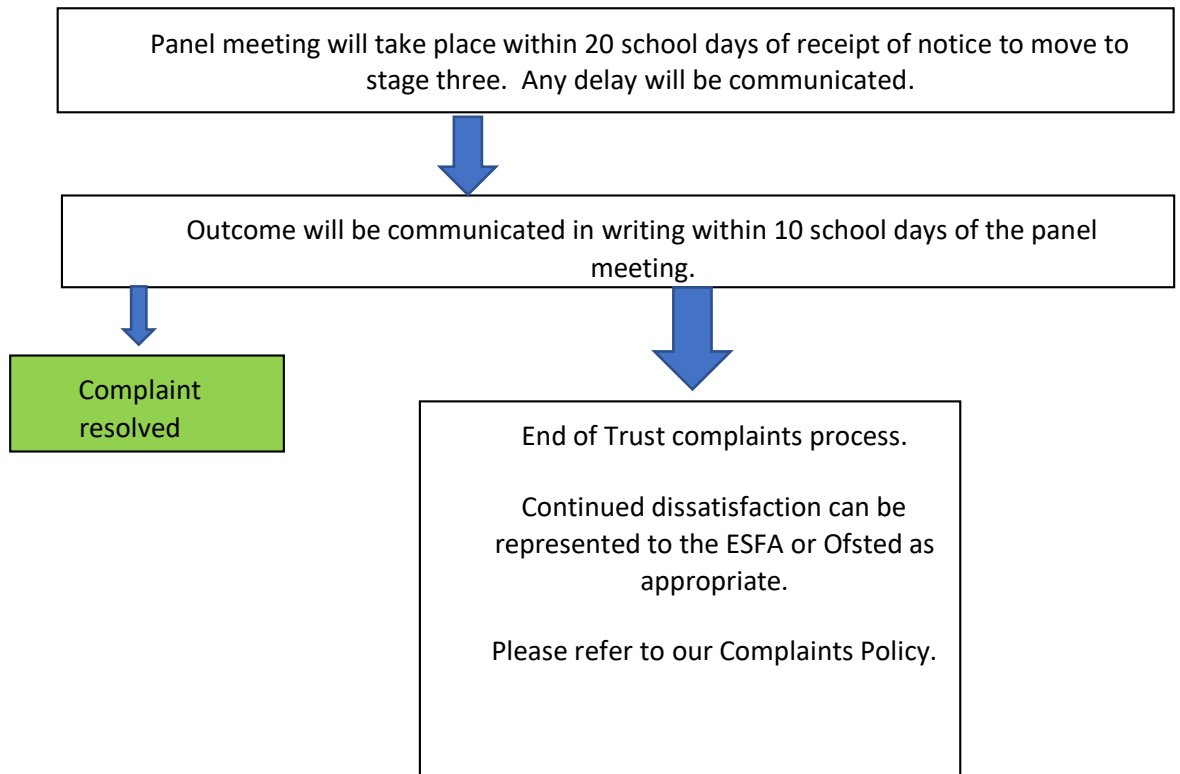 Panel meeting will take place within 20 school days of receipt of notice to move to
stage three.  Any delay will be communicated.
Outcome will be communicated in writing within 10 school days of the panel
meeting.
Complaint
resolved
End of Trust complaints process.
Continued dissatisfaction can be
represented to the ESFA or Ofsted as
appropriate.
Please refer to our Complaints Policy.